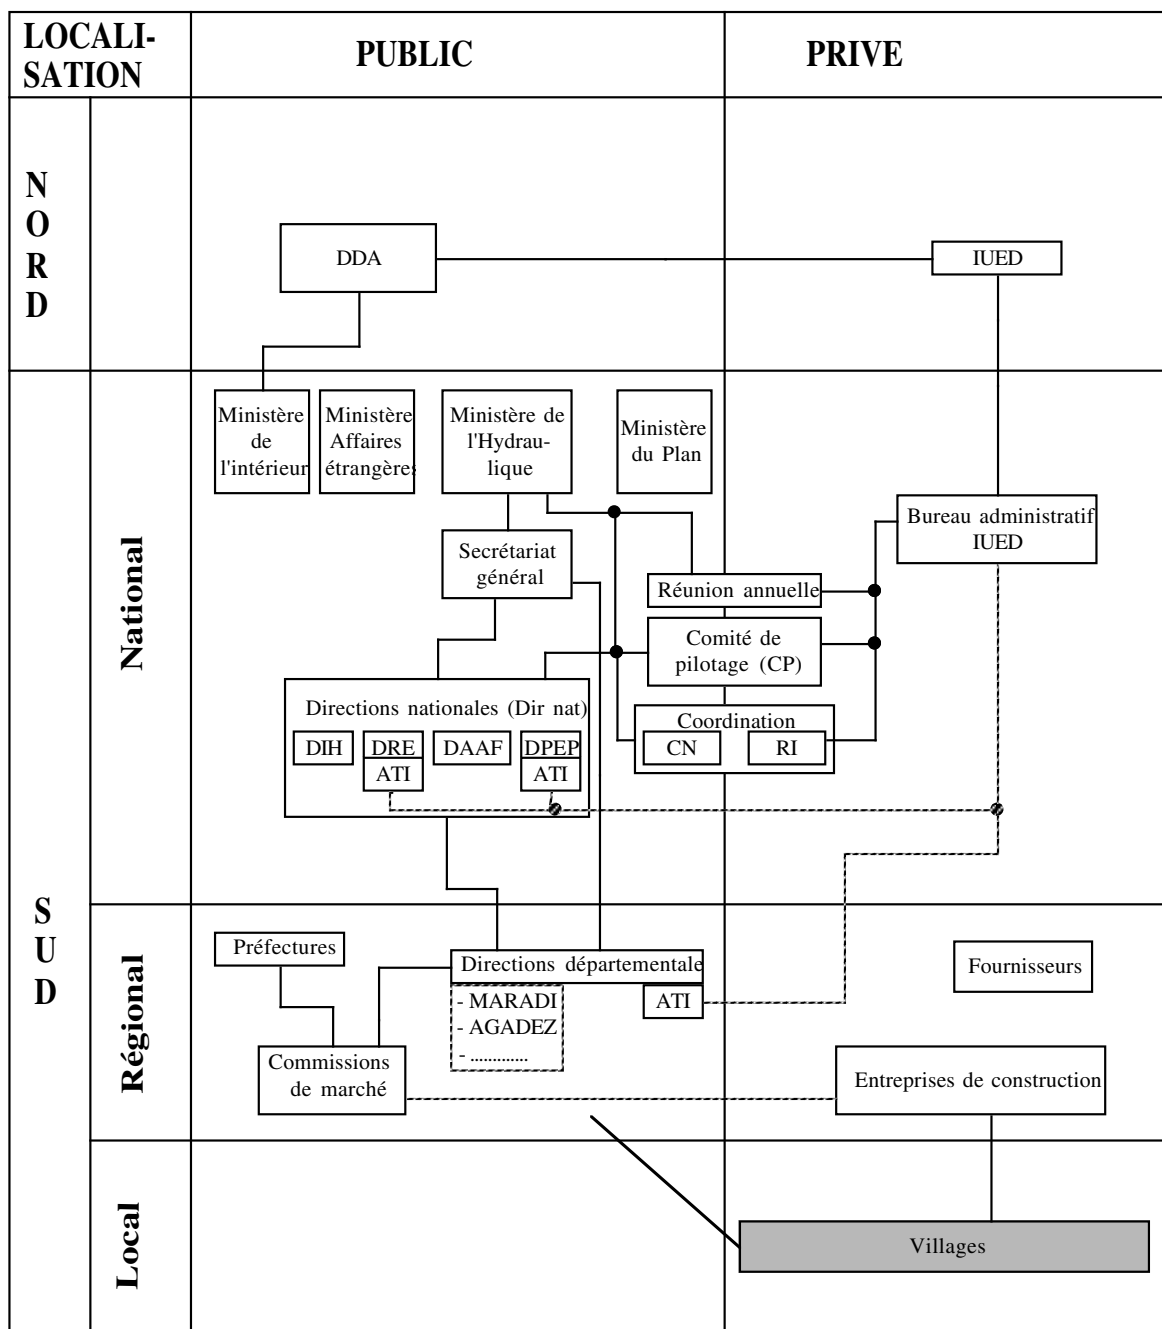 LOCALI-
SATION
PUBLIC
PRIVE
NORD
DDA
IUED
SUD
National
Ministère
de
l'intérieur
Ministère
Affaires
étrangères
Ministère de
l'Hydrau-
lique
Ministère
du Plan
Bureau administratif
IUED
Secrétariat
général
Réunion annuelle
Comité de
pilotage (CP)
Directions nationales (Dir nat)
DIH
DRE
ATI
DAAF
DPEP
ATI
Coordination
CN
RI
Régional
Préfectures
Directions départementale
- MARADI
- AGADEZ
- .............
ATI
Fournisseurs
Commissions
de marché
Entreprises de construction
Local
Villages